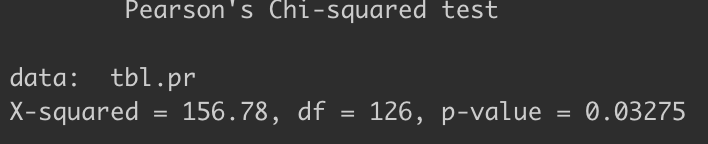 Pearson's Chi-squared test
data:  tbl.pr
X-squared = 156.78, df = 126, p-value = 0.03275